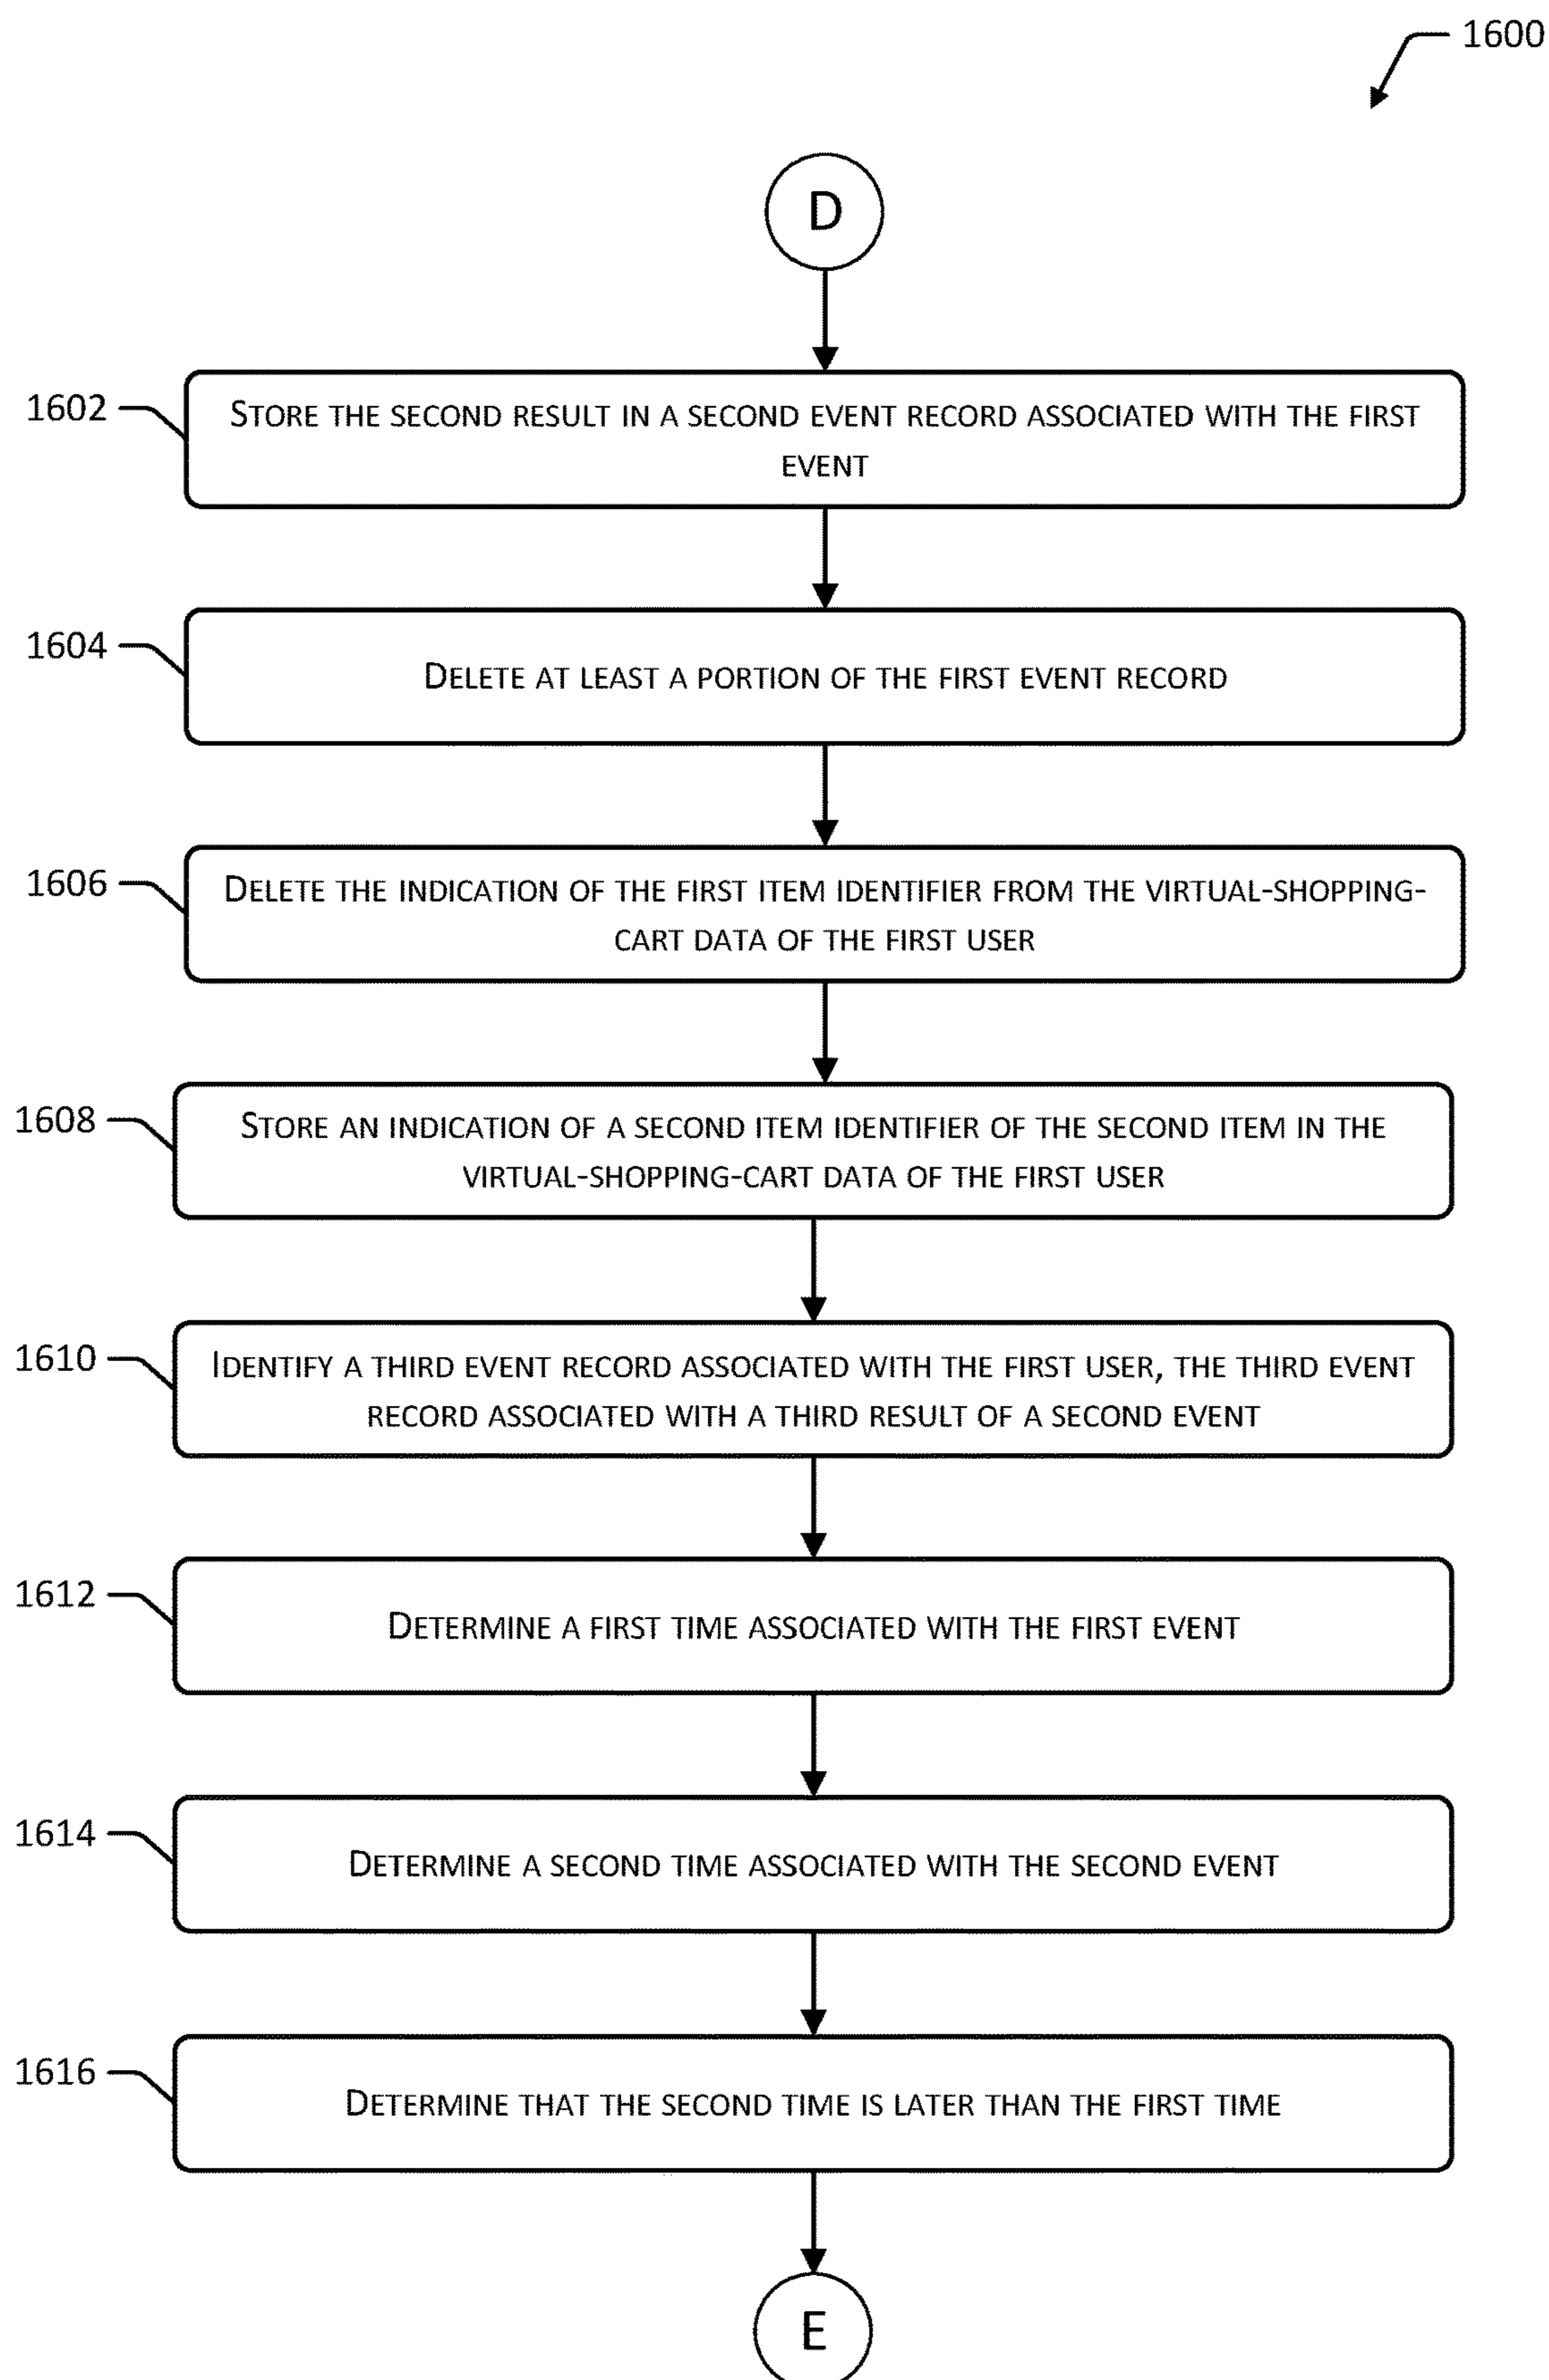 1600
D
1602
STORE THE SECOND RESULT IN A SECOND EVENT RECORD ASSOCIATED WITH THE FIRST
EVENT
1604
DELETE AT LEAST A PORTION OF THE FIRST EVENT RECORD
1606
DELETE THE INDICATION OF THE FIRST ITEM IDENTIFIER FROM THE VIRTUAL-SHOPPING-
CART DATA OF THE FIRST USER
1608
STORE AN INDICATION OF A SECOND ITEM IDENTIFIER OF THE SECOND ITEM IN THE
VIRTUAL-SHOPPING-CART DATA OF THE FIRST USER
1610
IDENTIFY A THIRD EVENT RECORD ASSOCIATED WITH THE FIRST USER, THE THIRD EVENT
RECORD ASSOCIATED WITH A THIRD RESULT OF A SECOND EVENT
1612
DETERMINE A FIRST TIME ASSOCIATED WITH THE FIRST EVENT
1614
DETERMINE A SECOND TIME ASSOCIATED WITH THE SECOND EVENT
1616
DETERMINE THAT THE SECOND TIME IS LATER THAN THE FIRST TIME
E